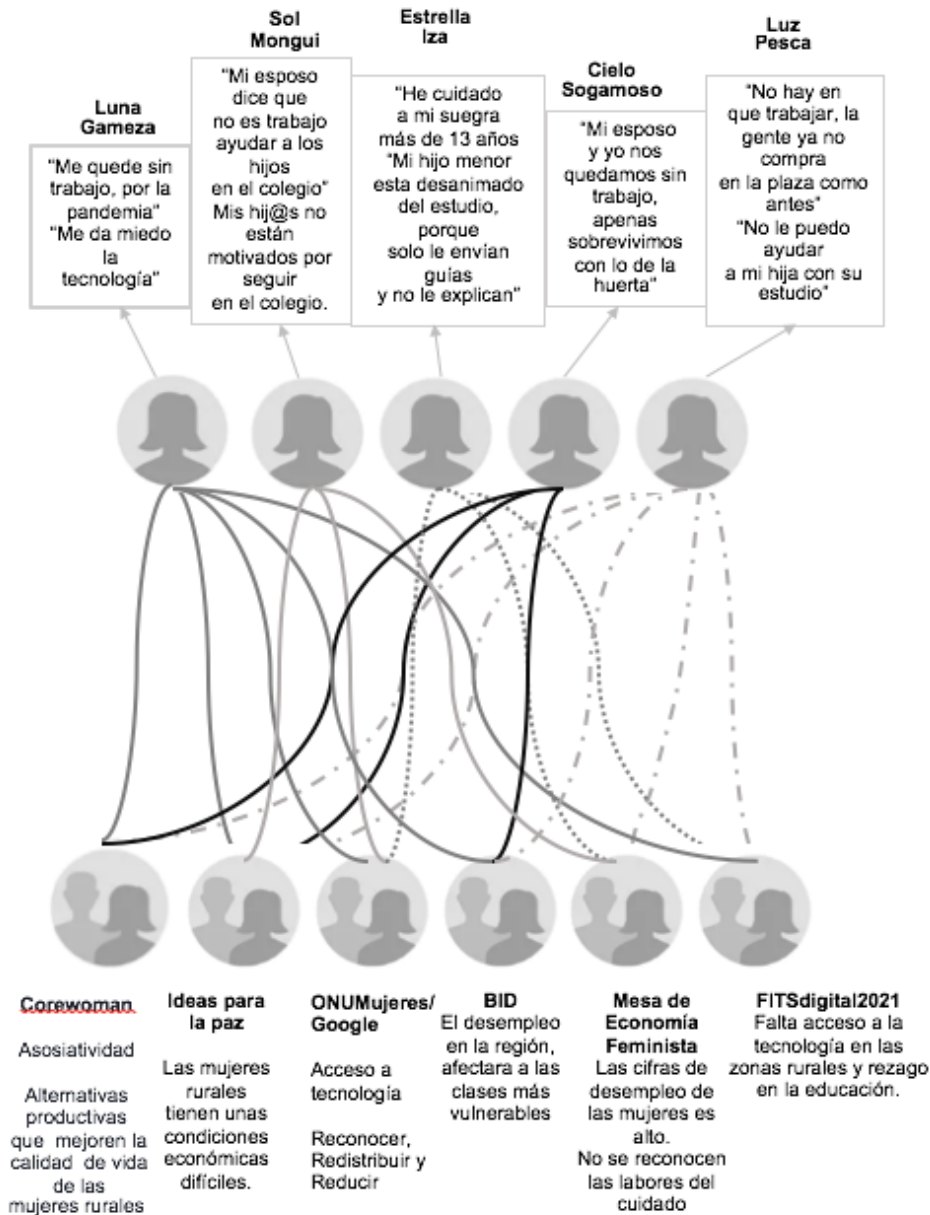 Luna
Gameza
"Me quede sin
trabajo, por la
pandemia"
"Me da miedo
la
tecnología"
Sol
Mongui
"Mi esposo
dice que
no es trabajo
ayudar a los
hijos
en el colegio"
Mis hij@s no
están
motivados por
seguir
en el colegio.
Estrella
Iza
"He cuidado
a mi suegra
más de 13 años
"Mi hijo menor
esta desanimado
del estudio,
porque
solo le envían
guías
y no le explican"
Cielo
Sogamoso
"Mi esposo
y yo nos
quedamos sin
trabajo,
apenas
sobrevivimos
con lo de la
huerta"
Luz
Pesca
"No hay en
que trabajar, la
gente ya no
compra
en la plaza como
antes"
"No le puedo
ayudar
a mi hija con su
estudio"
Corewoman
Asosiatividad
Alternativas
productivas
que mejoren la
calidad de vida
de las
mujeres rurales
Ideas para
la paz
Las mujeres
rurales
tienen unas
condiciones
económicas
difíciles.
ONUMujeres/
Google
Acceso a
tecnología
Reconocer,
Redistribuir y
Reducir
BID
El desempleo
en la región,
afectara a las
clases más
vulnerables
Mesa de
Economía
Feminista
Las cifras de
desempleo de
las mujeres es
alto.
No se reconocen
las labores del
cuidado
FITSdigital2021
Falta acceso a la
tecnología en las
zonas rurales y rezago
en la educación.